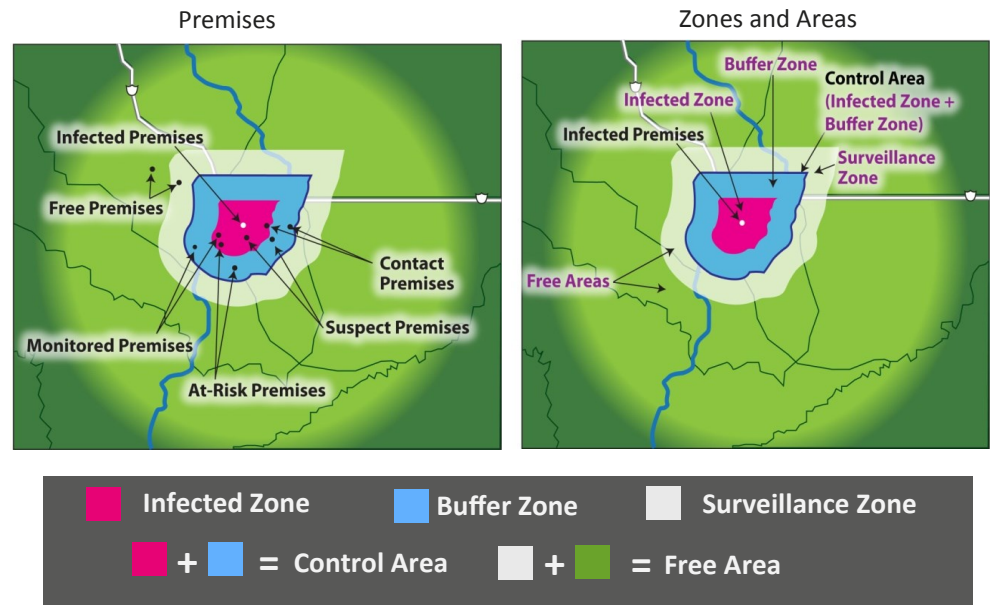 Premises
Infected Premises
Free Premises
Contact
Premises
Suspect Premises
Monitored Premises
At-Risk Premises
Zones and Areas
Buffer Zone
Control Area
(Infected Zone +
Buffer Zone)
Infected Zone
Infected Premises
Surveillance
Zone
Free Areas
Infected Zone
Buffer Zone
Surveillance Zone
+ = Control Area
+ = Free Area